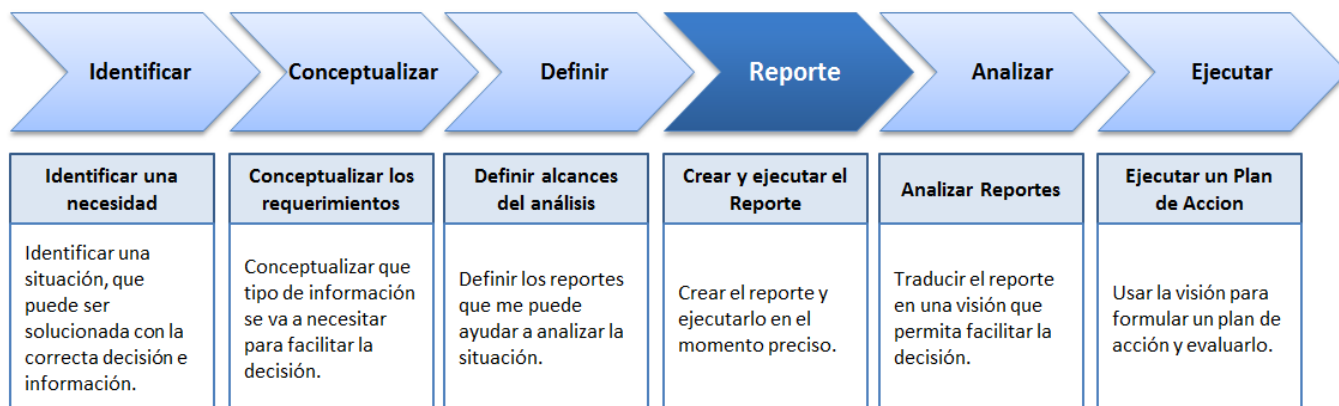 Identificar
Conceptualizar
Definir
Reporte
Analizar
Ejecutar
Identificar una
necesidad
Identificar una
situación, que
puede ser
solucionada con la
correcta decisión e
información.
Conceptualizar los
requerimientos
Conceptualizar que
tipo de información
se va a necesitar
para facilitar la
decisión.
Definir alcances
del análisis
Definir los reportes
que me puede
ayudar a analizar la
situación.
Crear y ejecutar el
Reporte
Crear el reporte y
ejecutarlo en el
momento preciso.
Analizar Reportes
Traducir el reporte
en una visión que
permita facilitar la
decisión.
Ejecutar un Plan
de Accion
Usar la visión para
formular un plan de
acción y evaluarlo.